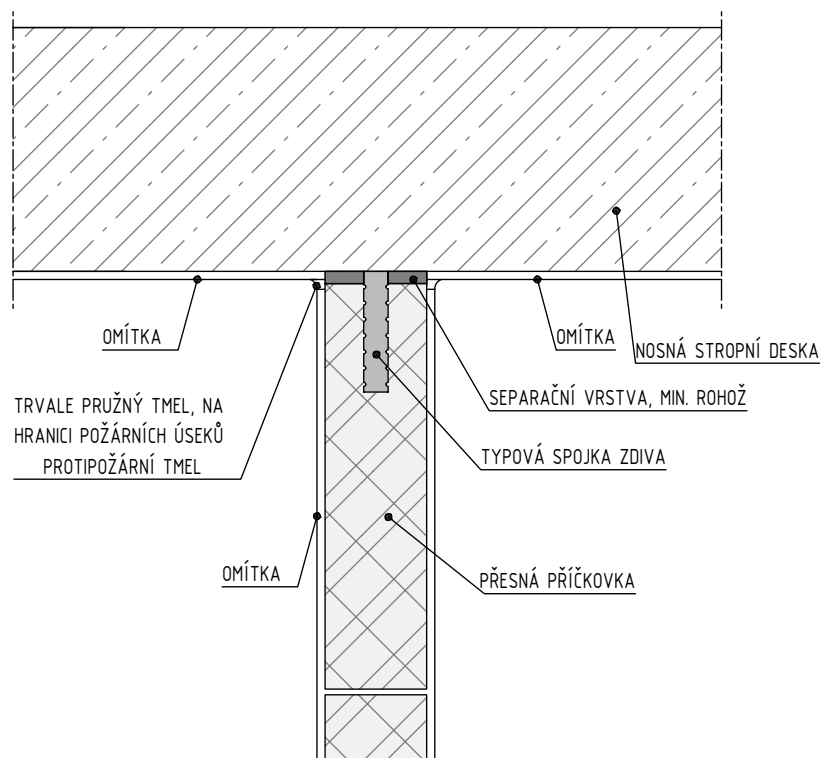 OMÍTKA
OMÍTKA
NOSNÁ STROPNÍ DESKA
TRVALE PRUŽNÝ TMEL, NA
HRANICI POŽÁRNÍCH ÚSEKŮ
PROTIPOŽÁRNÍ TMEL
SEPARAČNÍ VRSTVA, MIN. ROHOŽ
TYPOVÁ SPOJKA ZDIVA
OMÍTKA
PŘESNÁ PŘÍČKOVKA